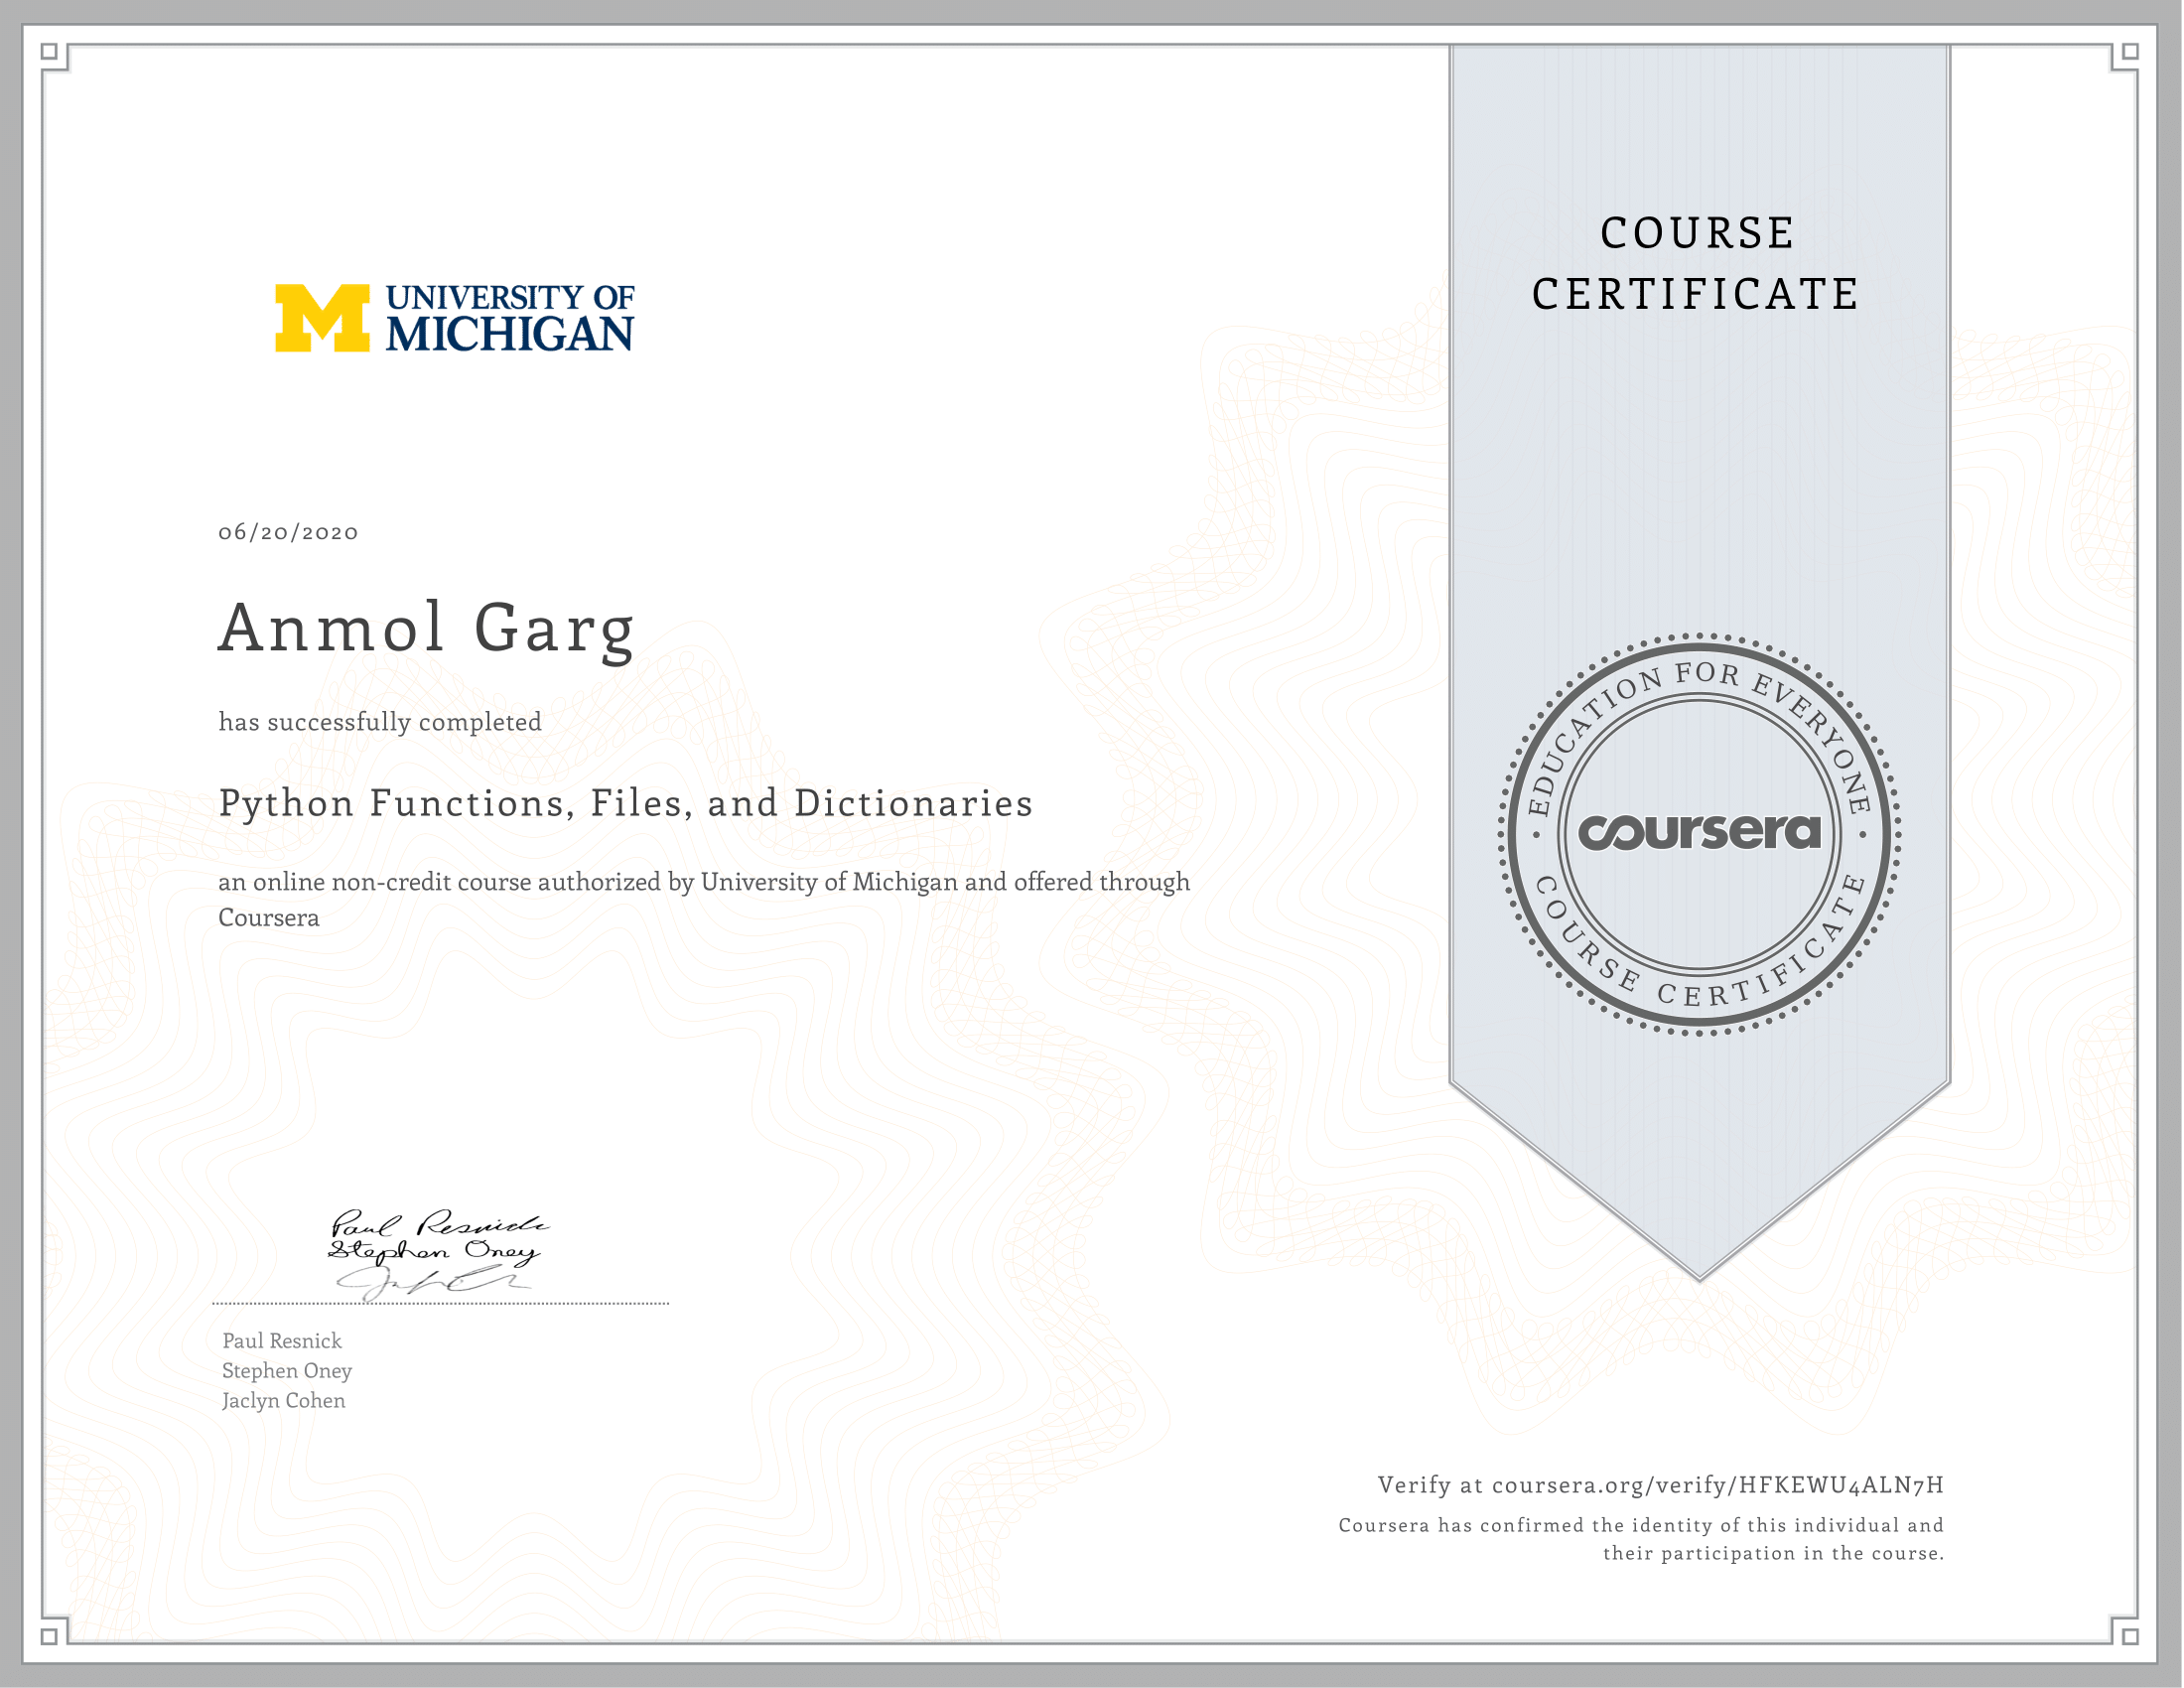 UNIVERSITY OF
MICHIGAN
COURSE
CERTIFICATE
06/20/2020
Anmol Garg
has successfully completed
Python Functions, Files, and Dictionaries
an online non-credit course authorized by University of Michigan and offered through
Coursera
EDUCATION FOR EVERYONE
coursera
COURSE CERTIFICATE
Paul Resnick
Stephen Oney
Paul Resnick
Stephen Oney
Jaclyn Cohen
Verify at coursera.org/verify/HFKEWU4ALN7H
Coursera has confirmed the identity of this individual and
their participation in the course.